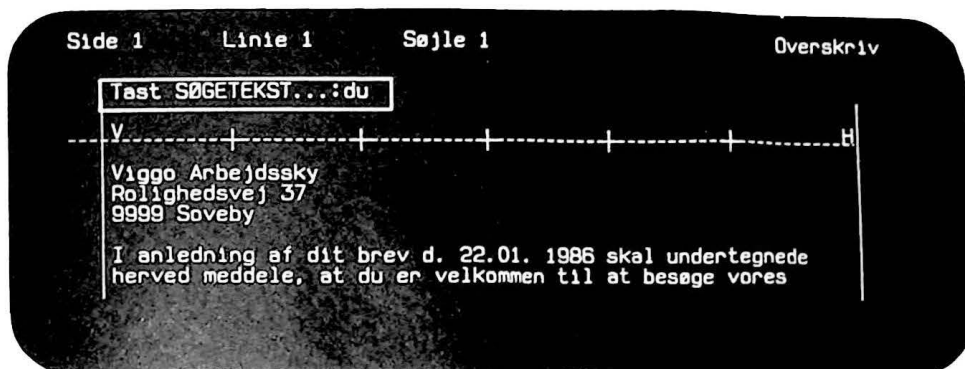 Side 1 Linie 1 Søjle 1 Overskriv
Tast SØGETEKST...:du
V H
Viggo Arbejdssky
Rolighedsvej 37
9999 Soveby
I anledning af dit brev d. 22.01. 1986 skal undertegnede
herved meddele, at du er velkommen til at besøge vores